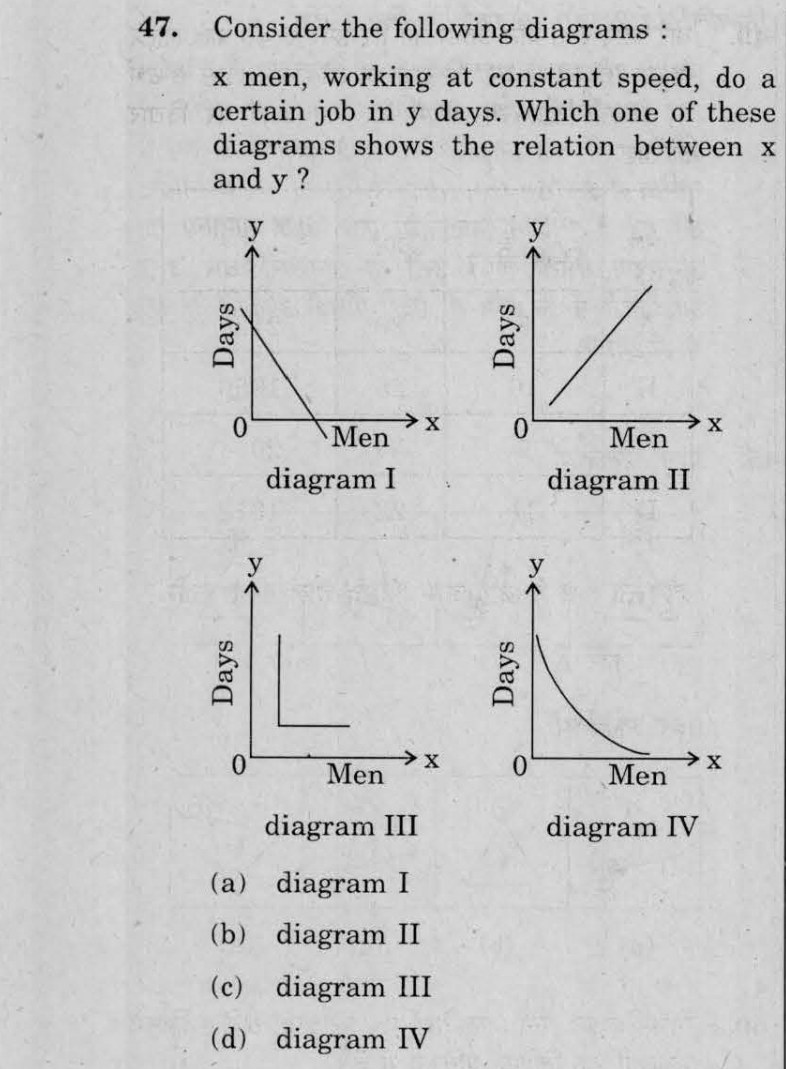 47. Consider the following diagrams :
x men, working at constant speed, do a
certain job in y days. Which one of these
diagrams shows the relation between x
and y ?
y
Days
0
Men
x
diagram I
y
Days
0
Men
x
diagram II
y
Days
0
Men
x
diagram III
y
Days
0
Men
x
diagram IV
(a) diagram I
(b) diagram II
(c) diagram III
(d) diagram IV